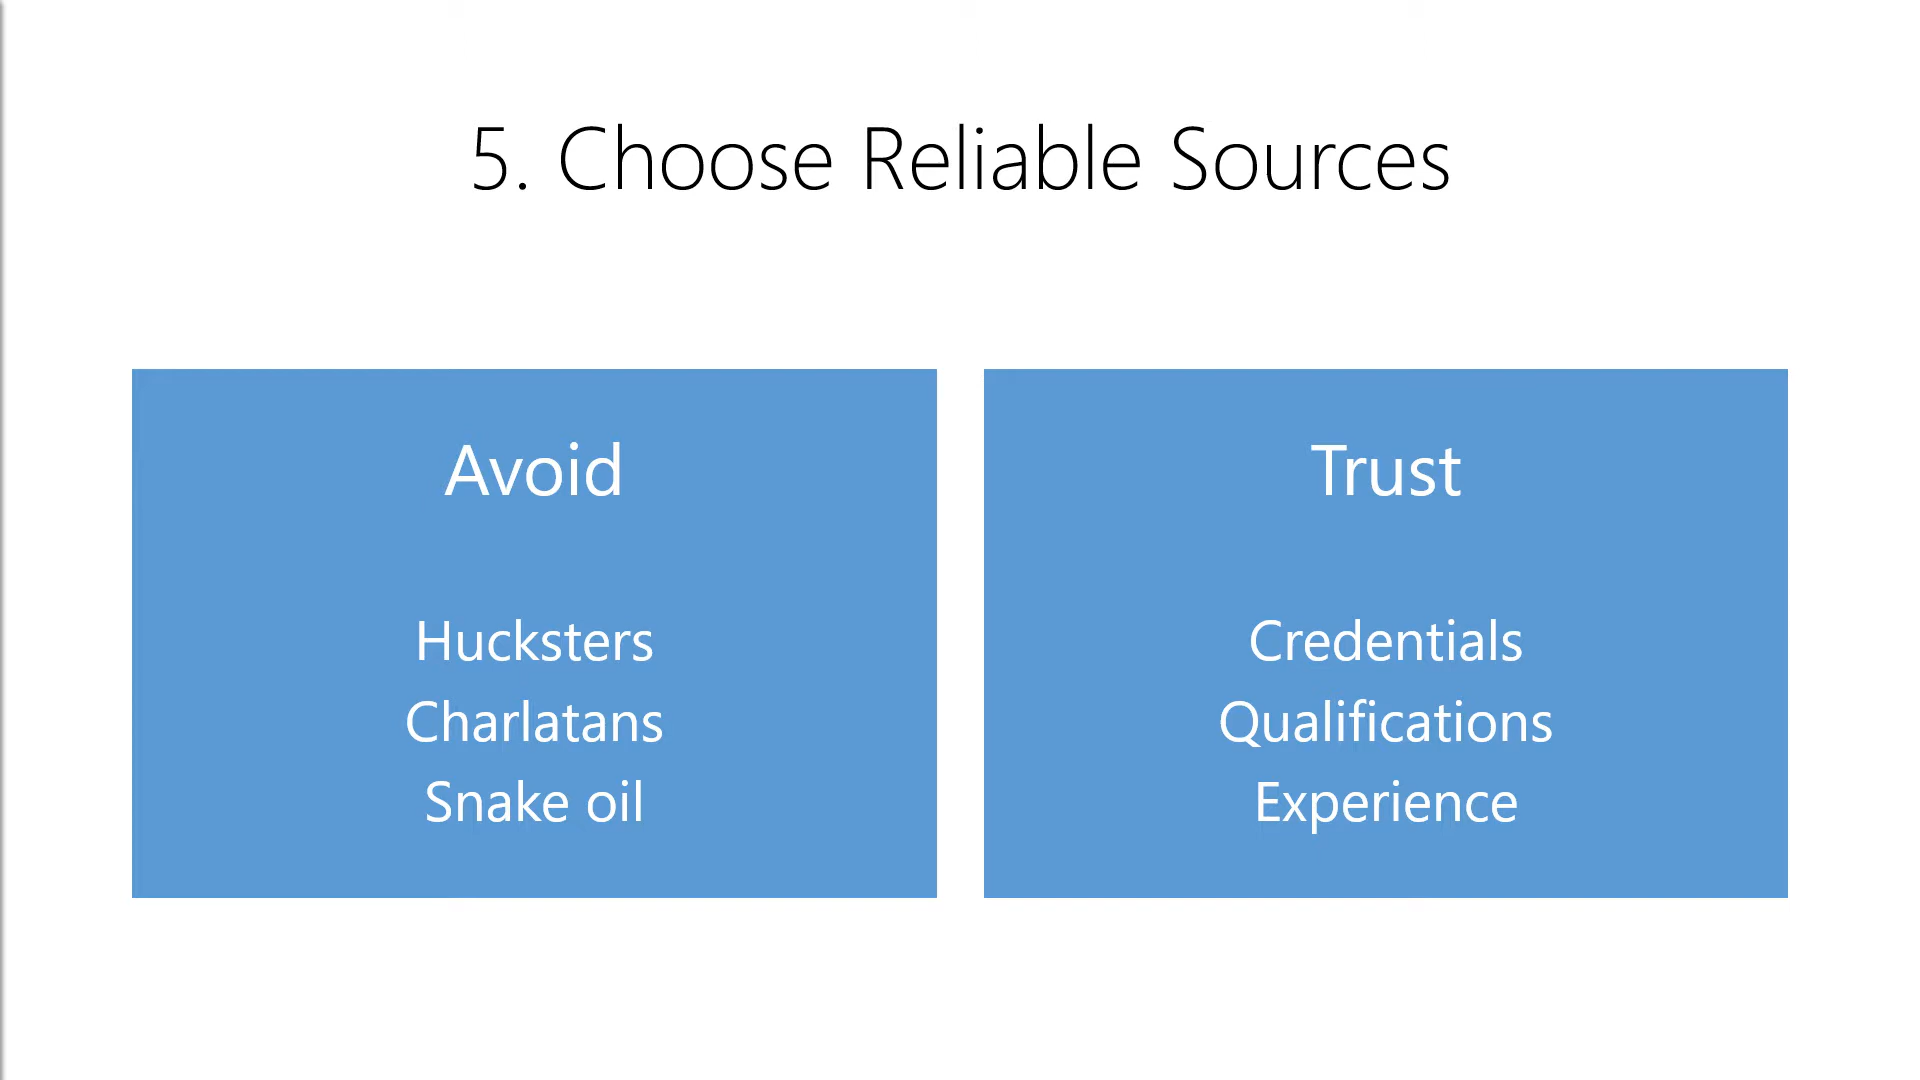 5. Choose Reliable Sources
Avoid
Hucksters
Charlatans
Snake oil
Trust
Credentials
Qualifications
Experience